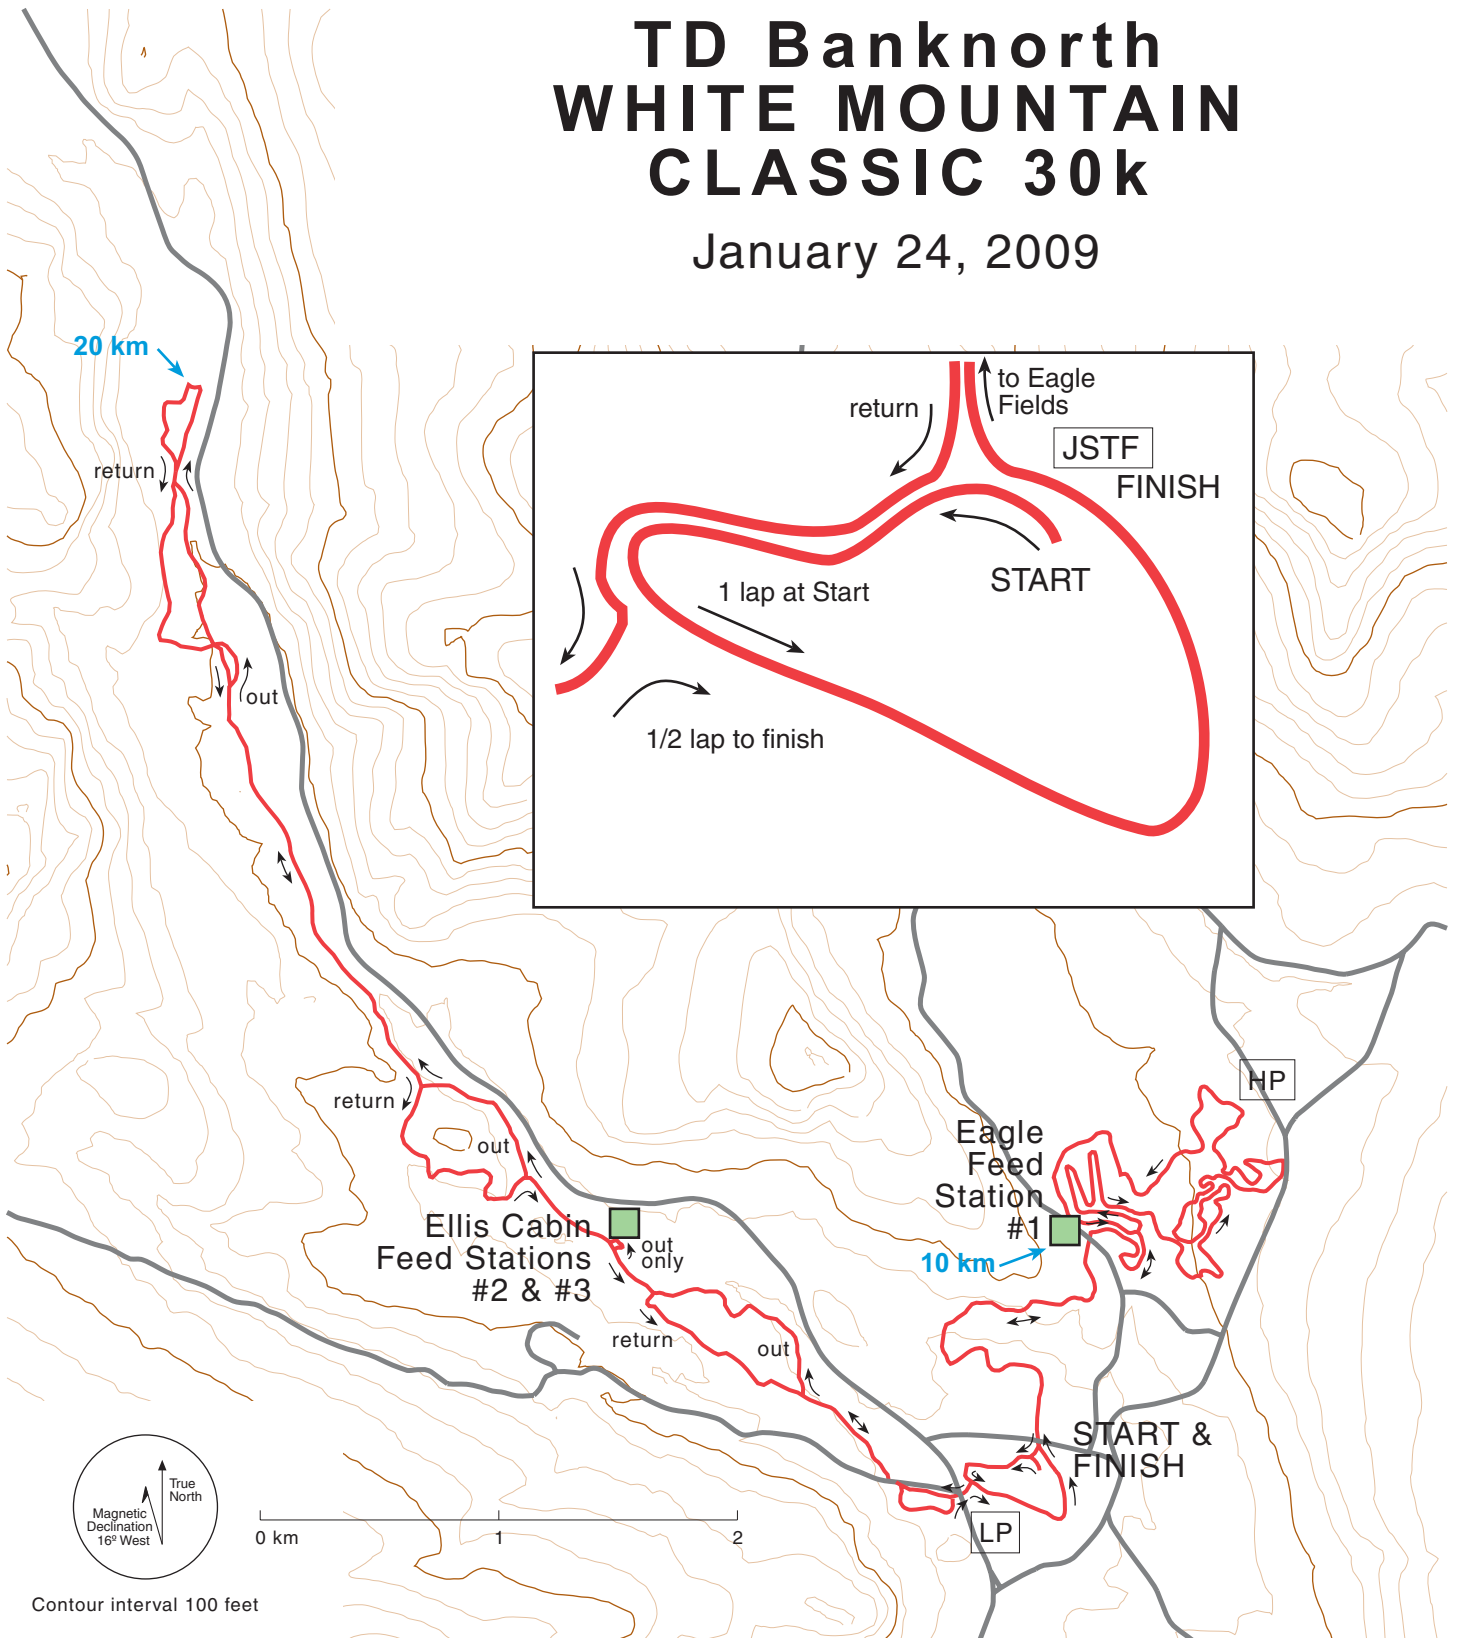 TD Banknorth
WHITE MOUNTAIN
CLASSIC 30k
January 24, 2009
20 km
return
out
to Eagle
Fields
return
JSTF
FINISH
START
1 lap at Start
1/2 lap to finish
HP
return
out
Eagle
Feed
Station
#1
10 km
Ellis Cabin
Feed Stations
#2 & #3
out
only
return
out
START &
FINISH
LP
True
North
Magnetic
Declination
16º West
0 km
1
2
Contour interval 100 feet